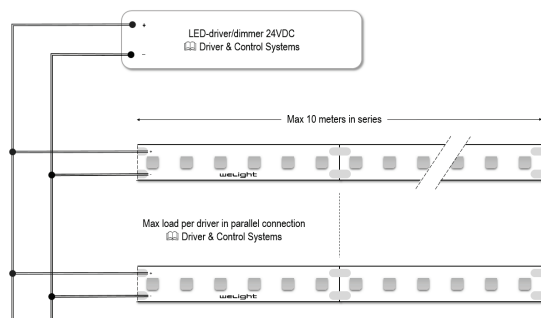 +
LED-driver/dimmer 24VDC
Driver & Control Systems
-
Max 10 meters in series
+
-
weLight
Max load per driver in parallel connection
Driver & Control Systems
+
-
weLight